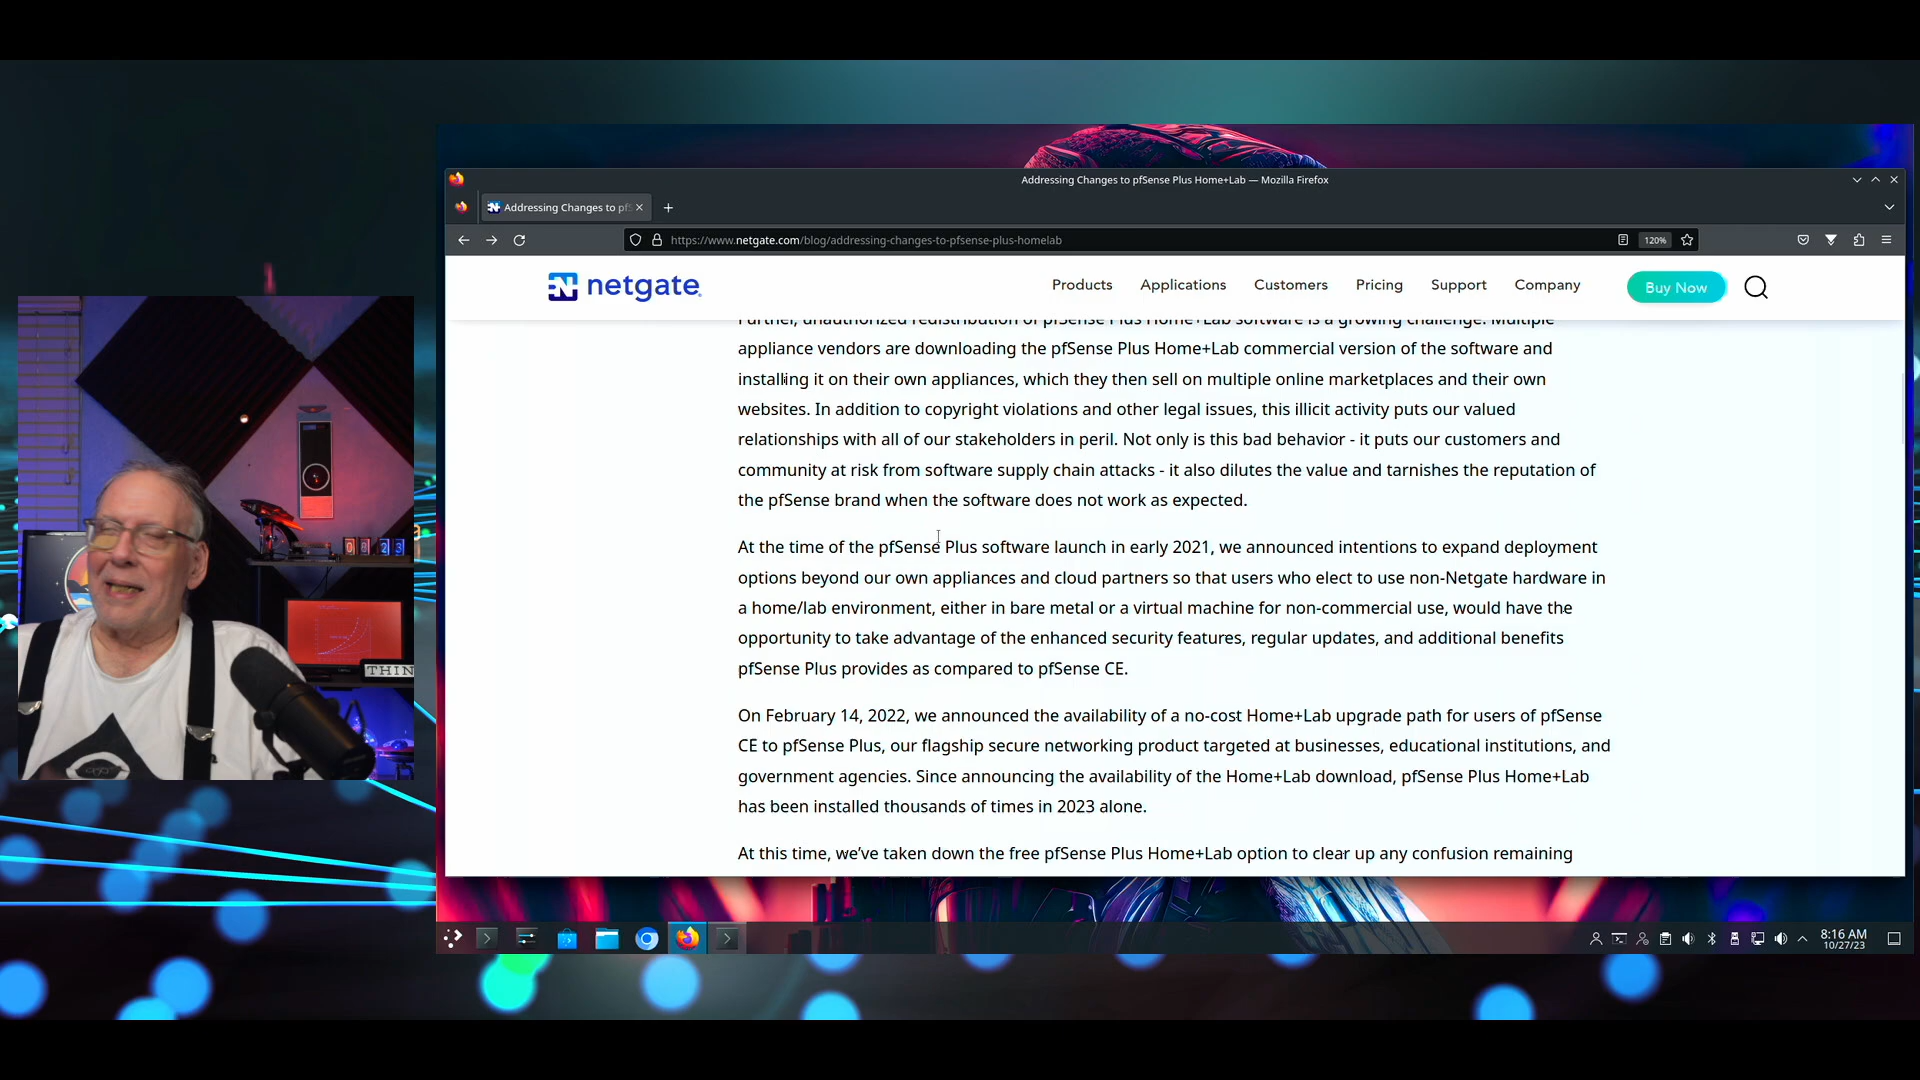 Addressing Changes to pfSense Plus Home+Lab — Mozilla Firefox
Addressing Changes to pfS
https://www.netgate.com/blog/addressing-changes-to-pfsense-plus-homelab
120%
netgate
Products
Applications
Customers
Pricing
Support
Company
Buy Now
Further, unauthorized redistribution of pfSense Plus Home+Lab software is a growing challenge. Multiple
appliance vendors are downloading the pfSense Plus Home+Lab commercial version of the software and
installing it on their own appliances, which they then sell on multiple online marketplaces and their own
websites. In addition to copyright violations and other legal issues, this illicit activity puts our valued
relationships with all of our stakeholders in peril. Not only is this bad behavior - it puts our customers and
community at risk from software supply chain attacks - it also dilutes the value and tarnishes the reputation of
the pfSense brand when the software does not work as expected.
At the time of the pfSense Plus software launch in early 2021, we announced intentions to expand deployment
options beyond our own appliances and cloud partners so that users who elect to use non-Netgate hardware in
a home/lab environment, either in bare metal or a virtual machine for non-commercial use, would have the
opportunity to take advantage of the enhanced security features, regular updates, and additional benefits
pfSense Plus provides as compared to pfSense CE.
On February 14, 2022, we announced the availability of a no-cost Home+Lab upgrade path for users of pfSense
CE to pfSense Plus, our flagship secure networking product targeted at businesses, educational institutions, and
government agencies. Since announcing the availability of the Home+Lab download, pfSense Plus Home+Lab
has been installed thousands of times in 2023 alone.
At this time, we’ve taken down the free pfSense Plus Home+Lab option to clear up any confusion remaining
THIN
8:16 AM
10/27/23